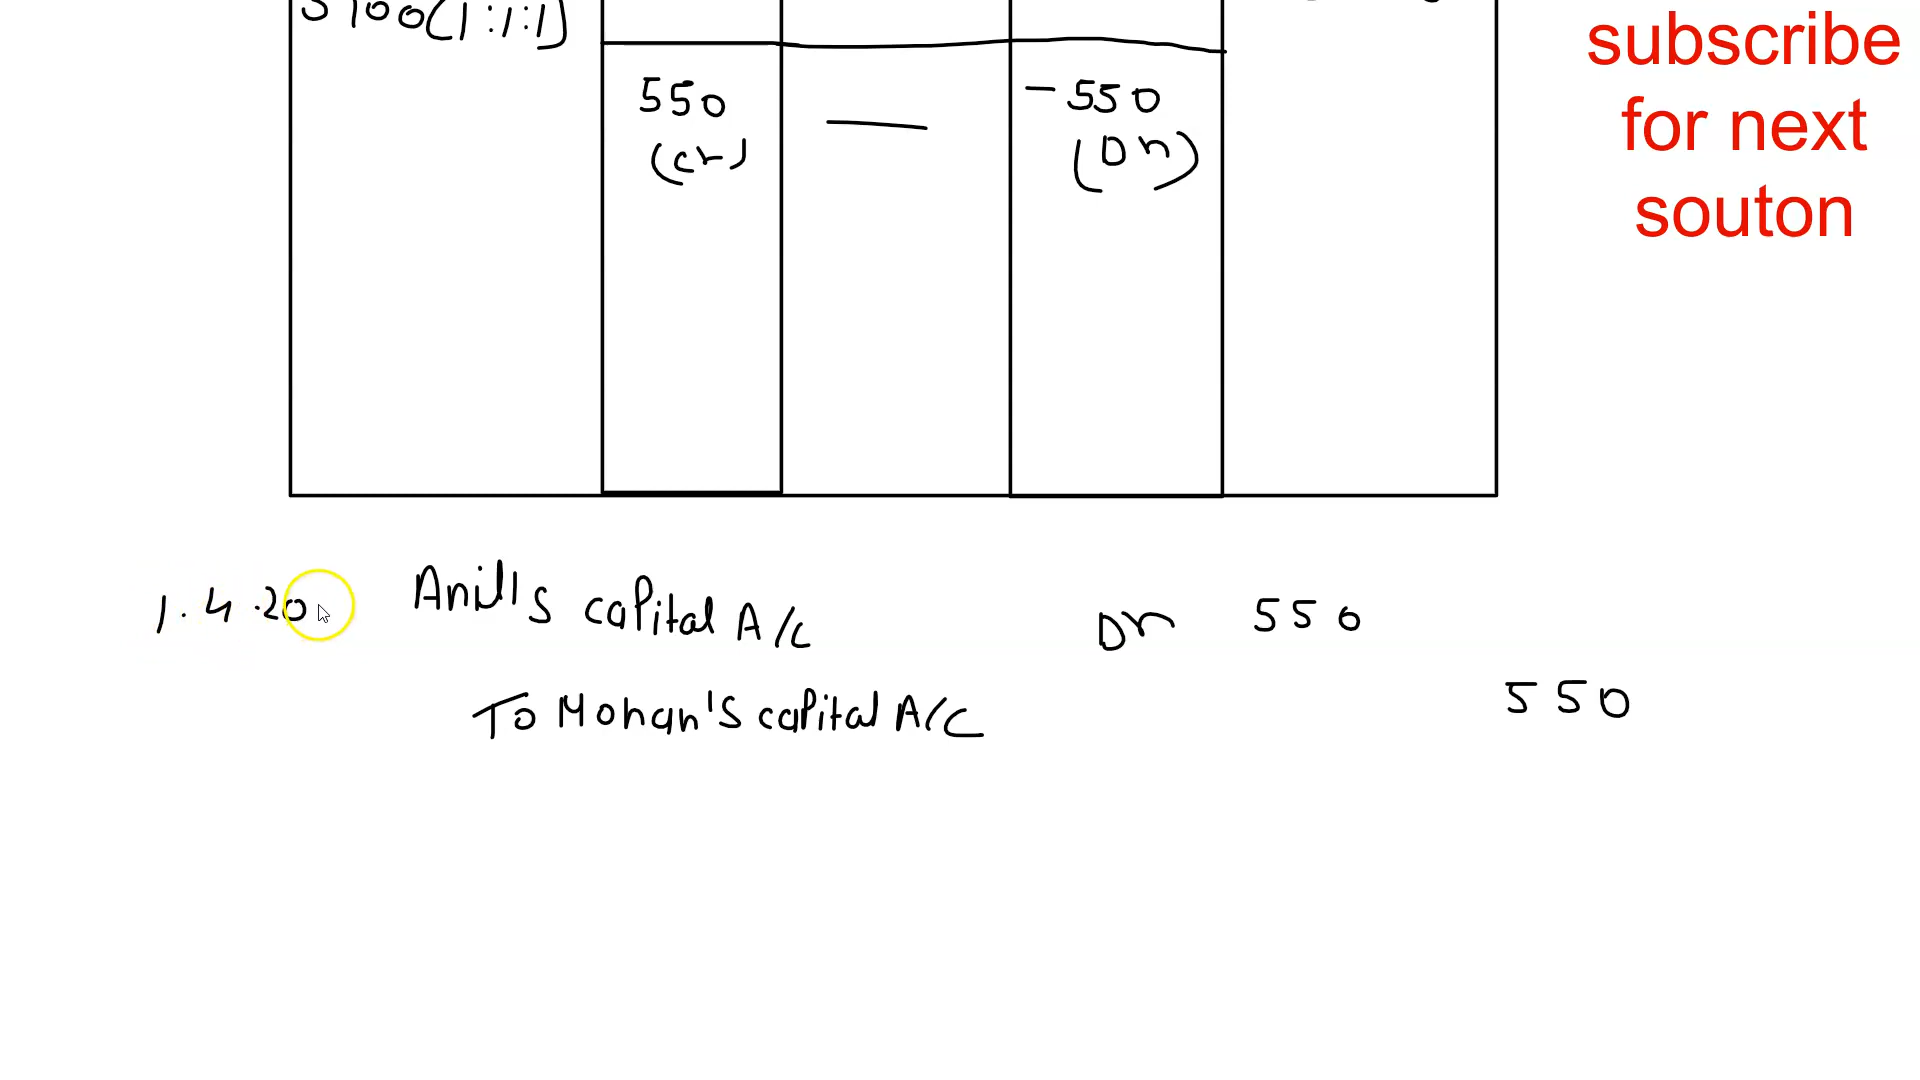 5100(1:1:1)
550 — -550
(cr) (Dr)
subscribe
for next
souton
1.4.20 Anil's capital A/c Dr 550
To Mohan's capital A/C 550